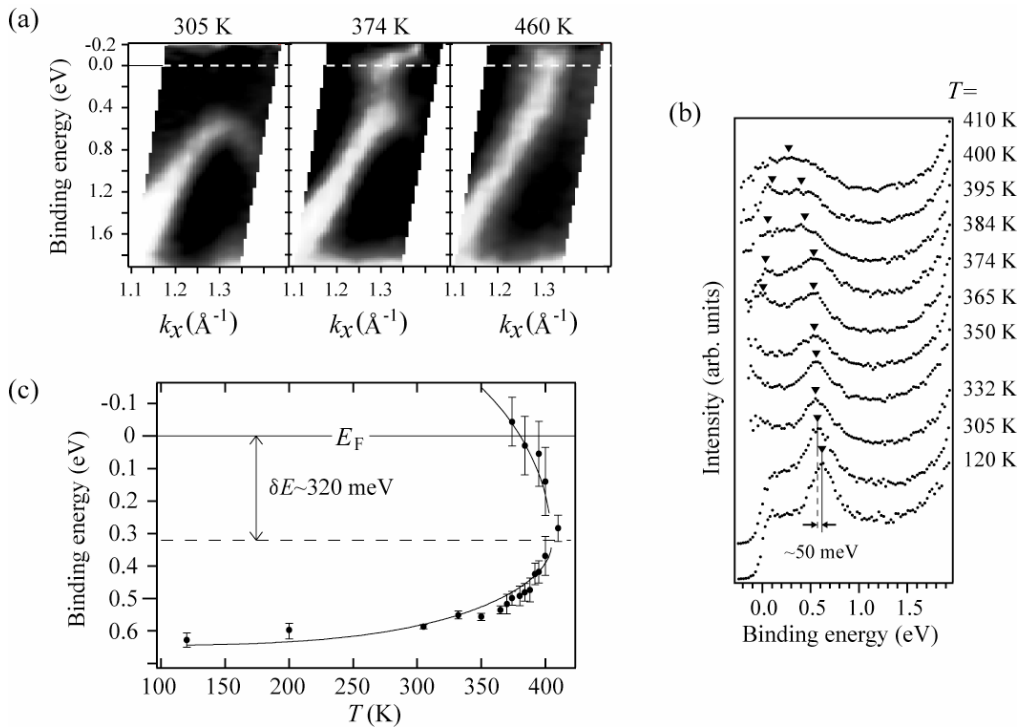 (a)
305 K
374 K
460 K
Binding energy (eV)
-0.2
0.0
0.4
0.8
1.2
1.6
1.1 1.2 1.3
1.1 1.2 1.3
1.1 1.2 1.3
kx (Å⁻¹)
kx (Å⁻¹)
kx (Å⁻¹)
(b)
T=
410 K
400 K
395 K
384 K
374 K
365 K
350 K
332 K
305 K
120 K
Intensity (arb. units)
~50 meV
0.0 0.5 1.0 1.5
Binding energy (eV)
(c)
Binding energy (eV)
-0.1
0
0.1
0.2
0.3
0.4
0.5
0.6
EF
δE~320 meV
100 150 200 250 300 350 400
T (K)